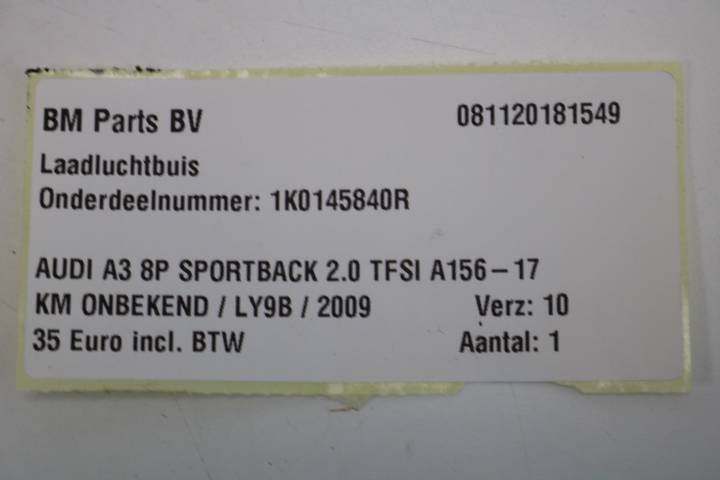 BM Parts BV 081120181549
Laadluchtbuis
Onderdeelnummer: 1K0145840R
AUDI A3 8P SPORTBACK 2.0 TFSI A156-17
KM ONBEKEND / LY9B / 2009 Verz: 10
35 Euro incl. BTW Aantal: 1